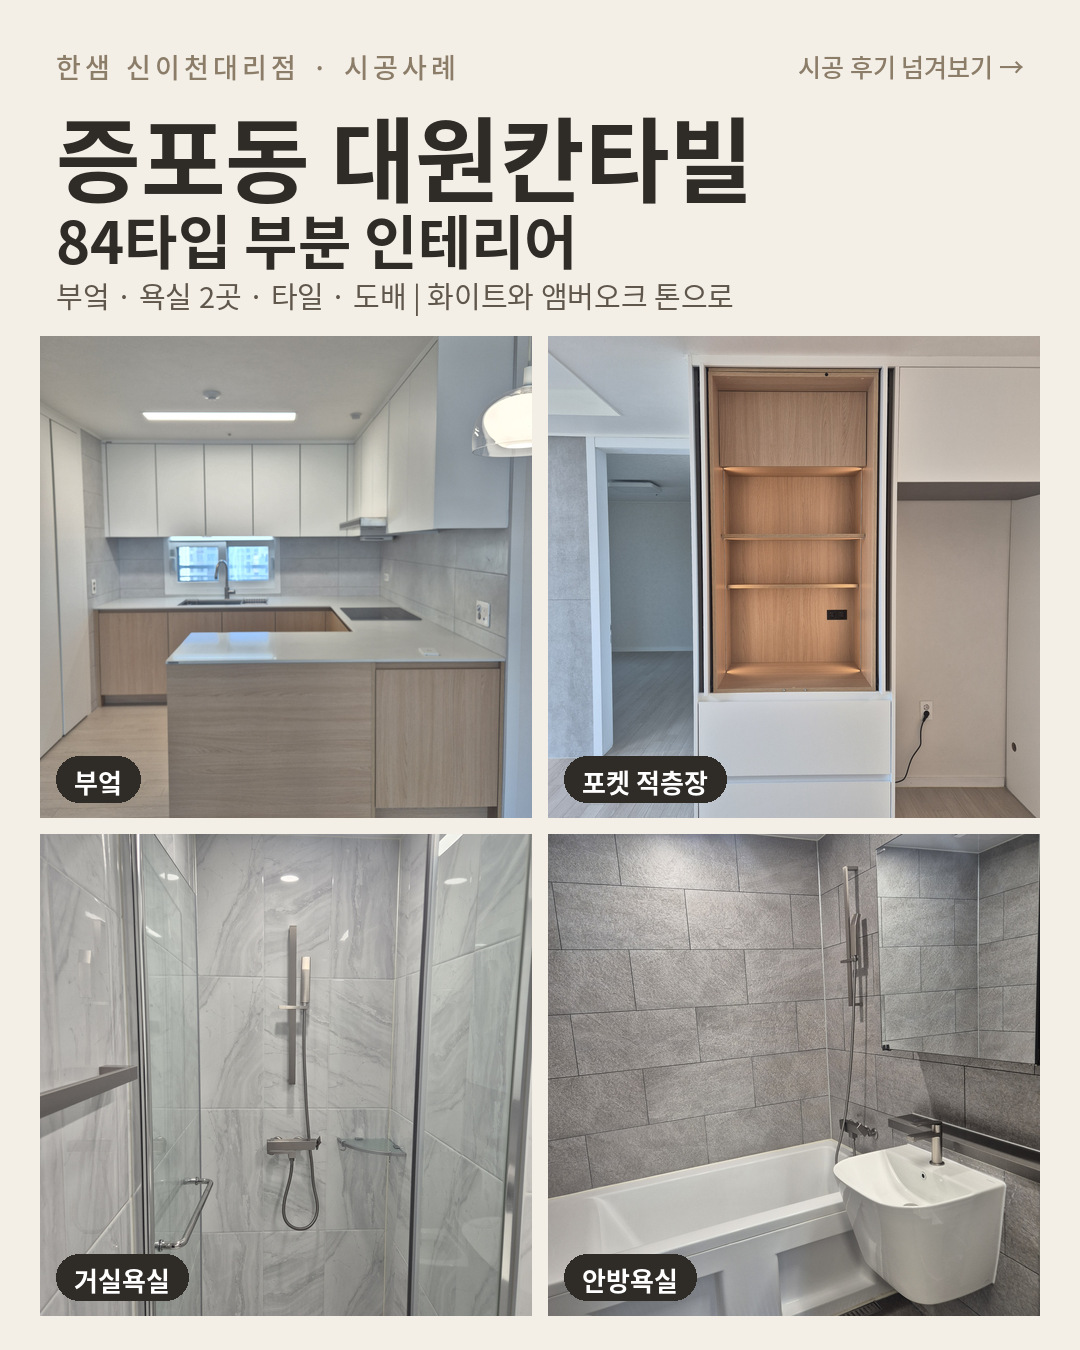 한샘 신이천대리점 · 시공사례
시공 후기 넘겨보기 →
증포동 대원칸타빌
84타입 부분 인테리어
부엌 · 욕실 2곳 · 타일 · 도배 | 화이트와 앰버오크 톤으로
부엌
포켓 적층장
거실욕실
안방욕실